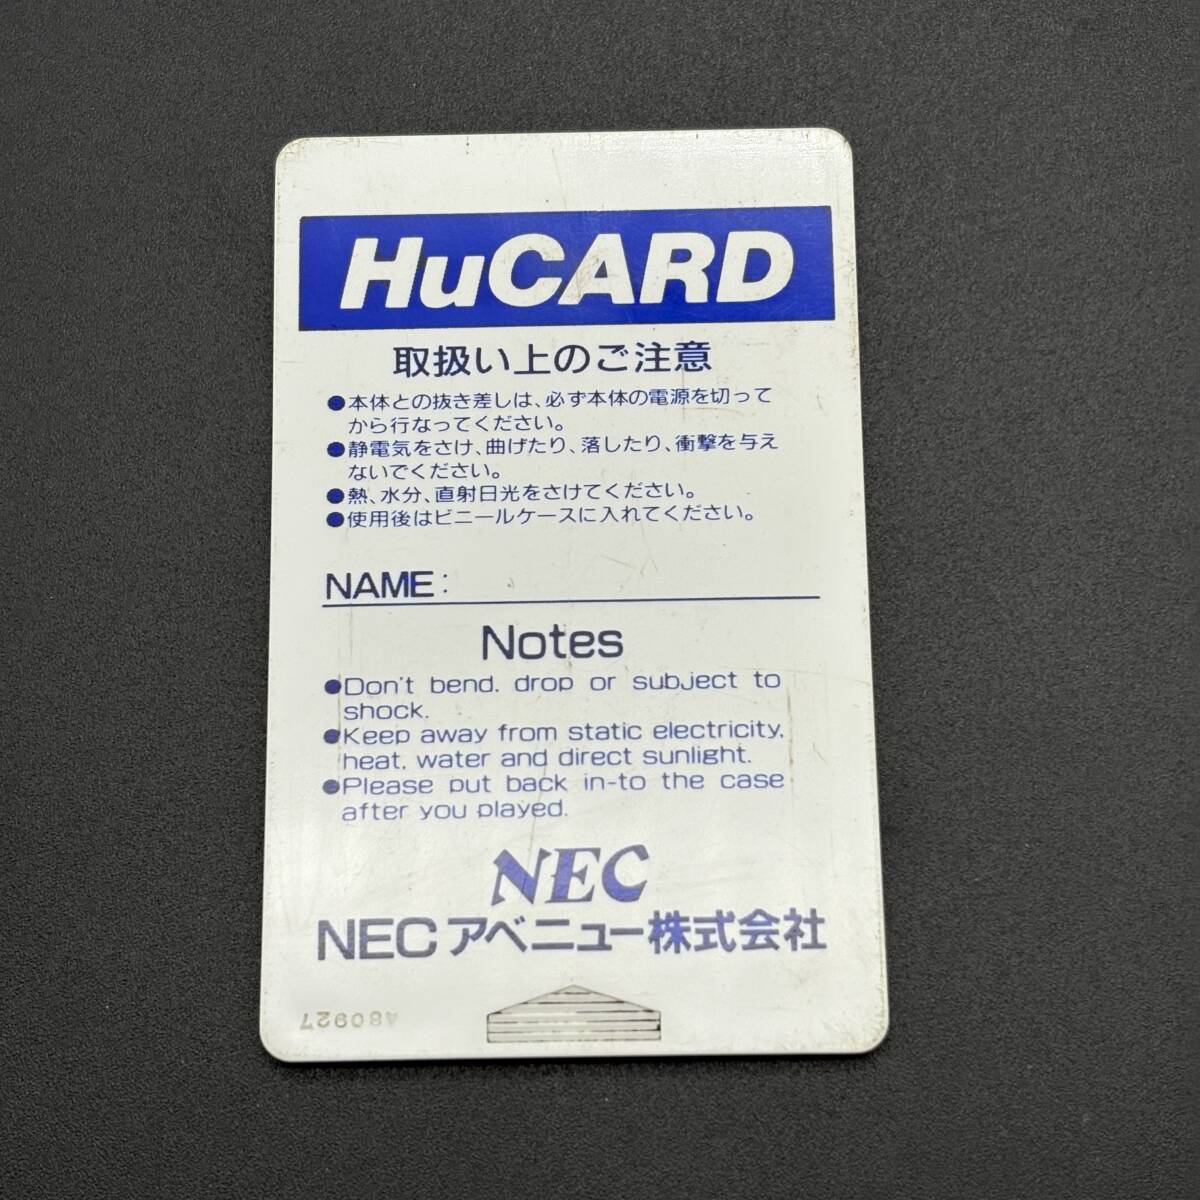 HuCARD
取扱い上のご注意
●本体との抜き差しは、必ず本体の電源を切って
から行なってください。
●静電気をさけ、曲げたり、落したり、衝撃を与え
ないでください。
●熱、水分、直射日光をさけてください。
●使用後はビニールケースに入れてください。
NAME:
Notes
●Don't bend. drop or subject to
shock.
●Keep away from static electricity.
heat. water and direct sunlight.
●Please put back in-to the case
after you played.
NEC
NECアベニュー株式会社
A80927